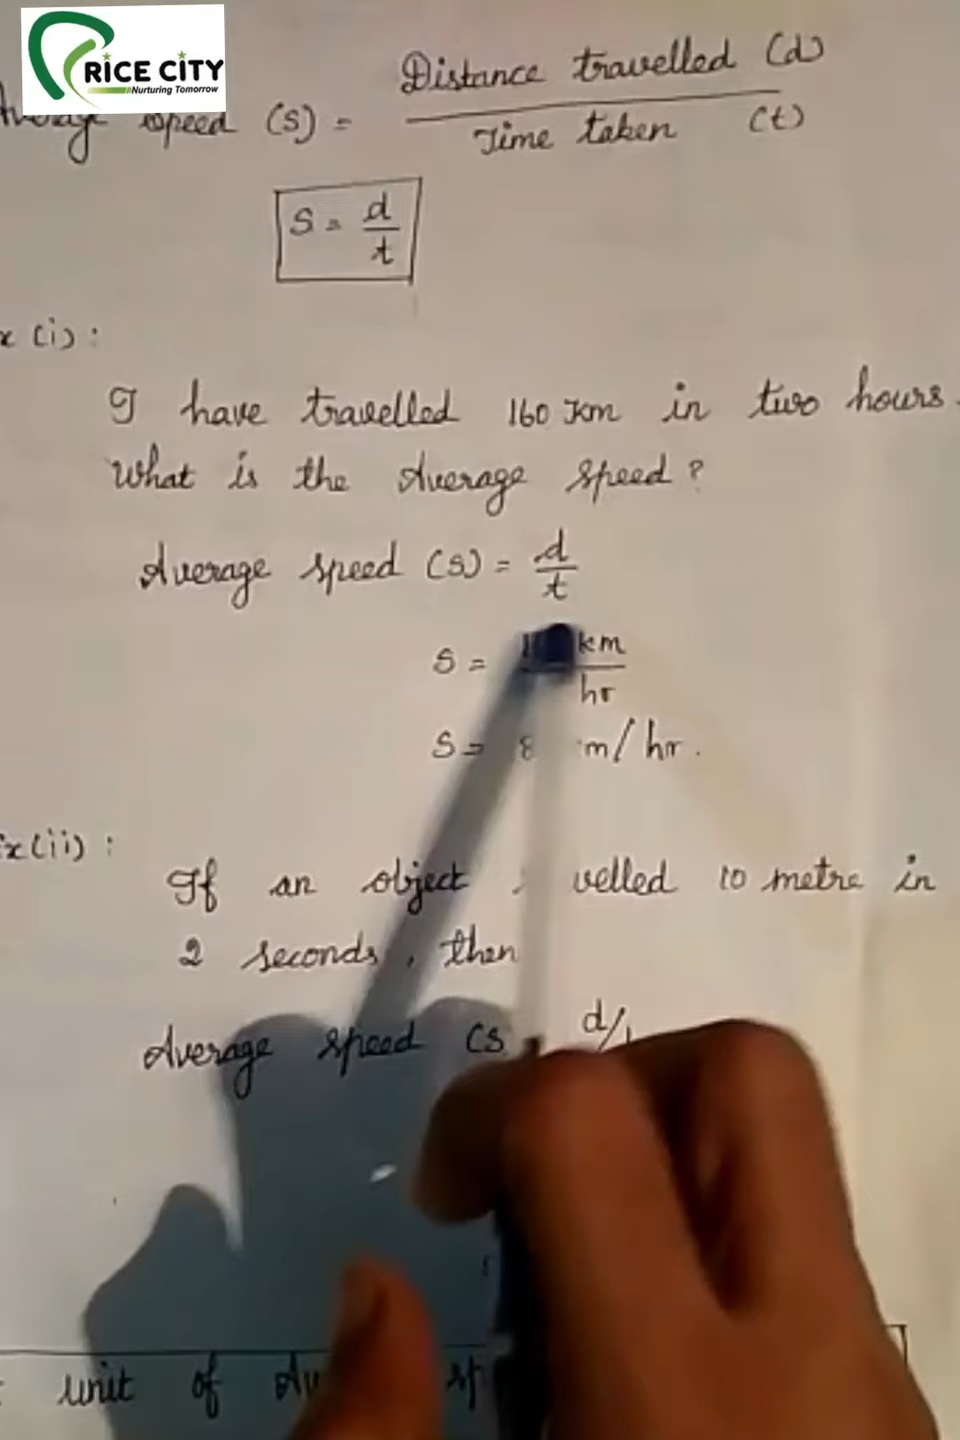 RICE CITY
Nurturing Tomorrow
Average speed (S) = Distance travelled (d)
Time taken (t)
S = d
t
x (i) :
I have travelled 160 Km in two hours.
What is the Average speed ?
Average speed (S) = d
t
S = km
hr
S = 8 m/hr.
x(ii) :
If an object velled 10 metre in
2 seconds, then
Average speed (S d/
unit of